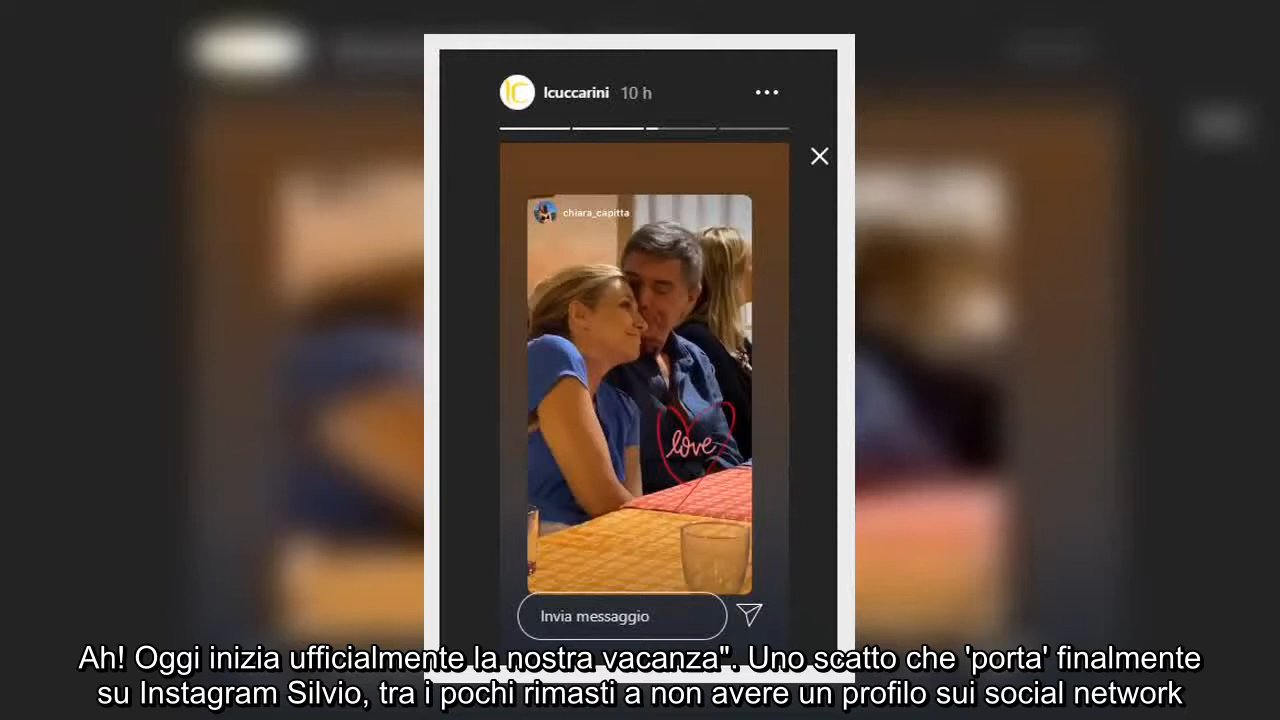 lcuccarini 10 h
chiara_capitta
love
Invia messaggio
Ah! Oggi inizia ufficialmente la nostra vacanza". Uno scatto che 'porta' finalmente
su Instagram Silvio, tra i pochi rimasti a non avere un profilo sui social network